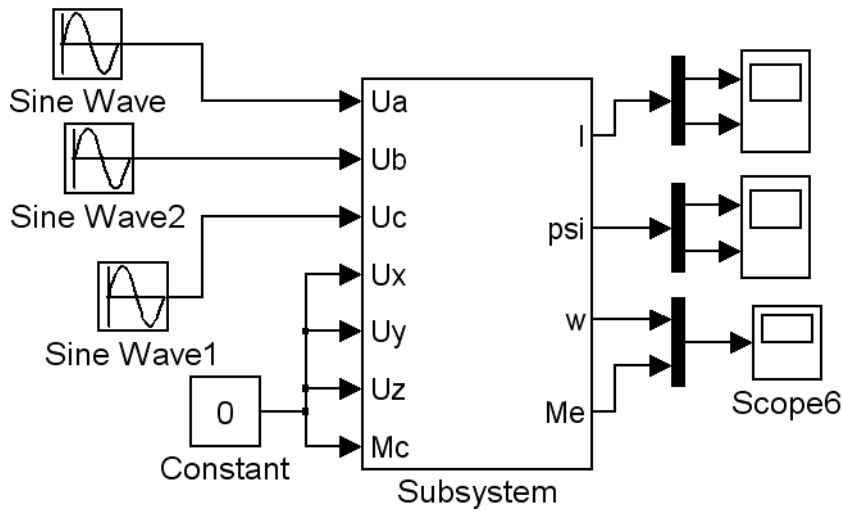 Sine Wave
Sine Wave2
Sine Wave1
0
Constant
Ua
Ub
Uc
Ux
Uy
Uz
Mc
I
psi
w
Me
Subsystem
Scope6